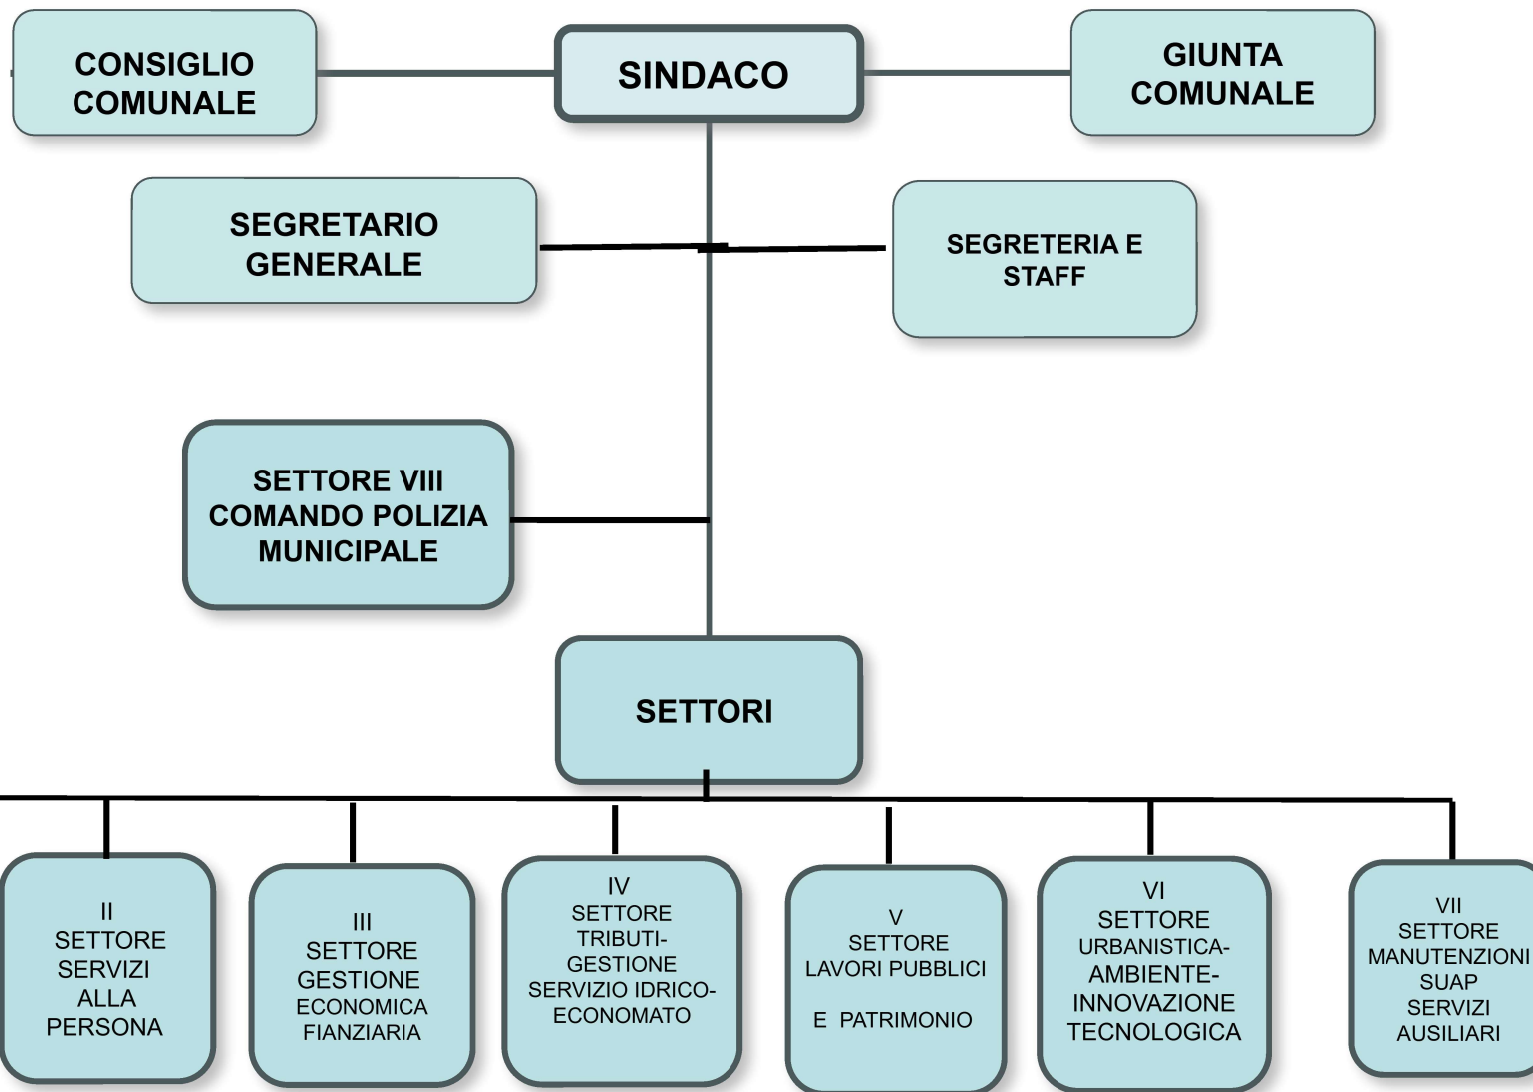 CONSIGLIO
COMUNALE
SINDACO
GIUNTA
COMUNALE
SEGRETARIO
GENERALE
SEGRETERIA E
STAFF
SETTORE VIII
COMANDO POLIZIA
MUNICIPALE
SETTORI
II
SETTORE
SERVIZI
ALLA
PERSONA
III
SETTORE
GESTIONE
ECONOMICA
FIANZIARIA
IV
SETTORE
TRIBUTI-
GESTIONE
SERVIZIO IDRICO-
ECONOMATO
V
SETTORE
LAVORI PUBBLICI
E PATRIMONIO
VI
SETTORE
URBANISTICA-
AMBIENTE-
INNOVAZIONE
TECNOLOGICA
VII
SETTORE
MANUTENZIONI
SUAP
SERVIZI
AUSILIARI